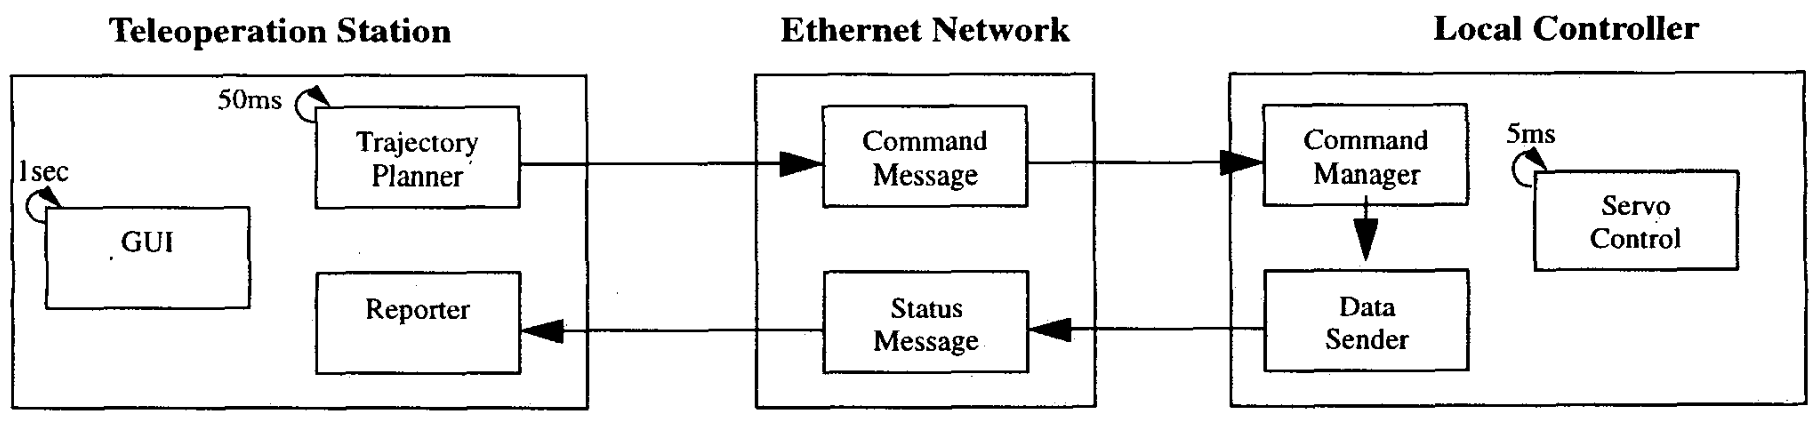 Teleoperation Station
Ethernet Network
Local Controller
50ms
Trajectory
Planner
1sec
GUI
Reporter
Command
Message
Status
Message
Command
Manager
5ms
Servo
Control
Data
Sender